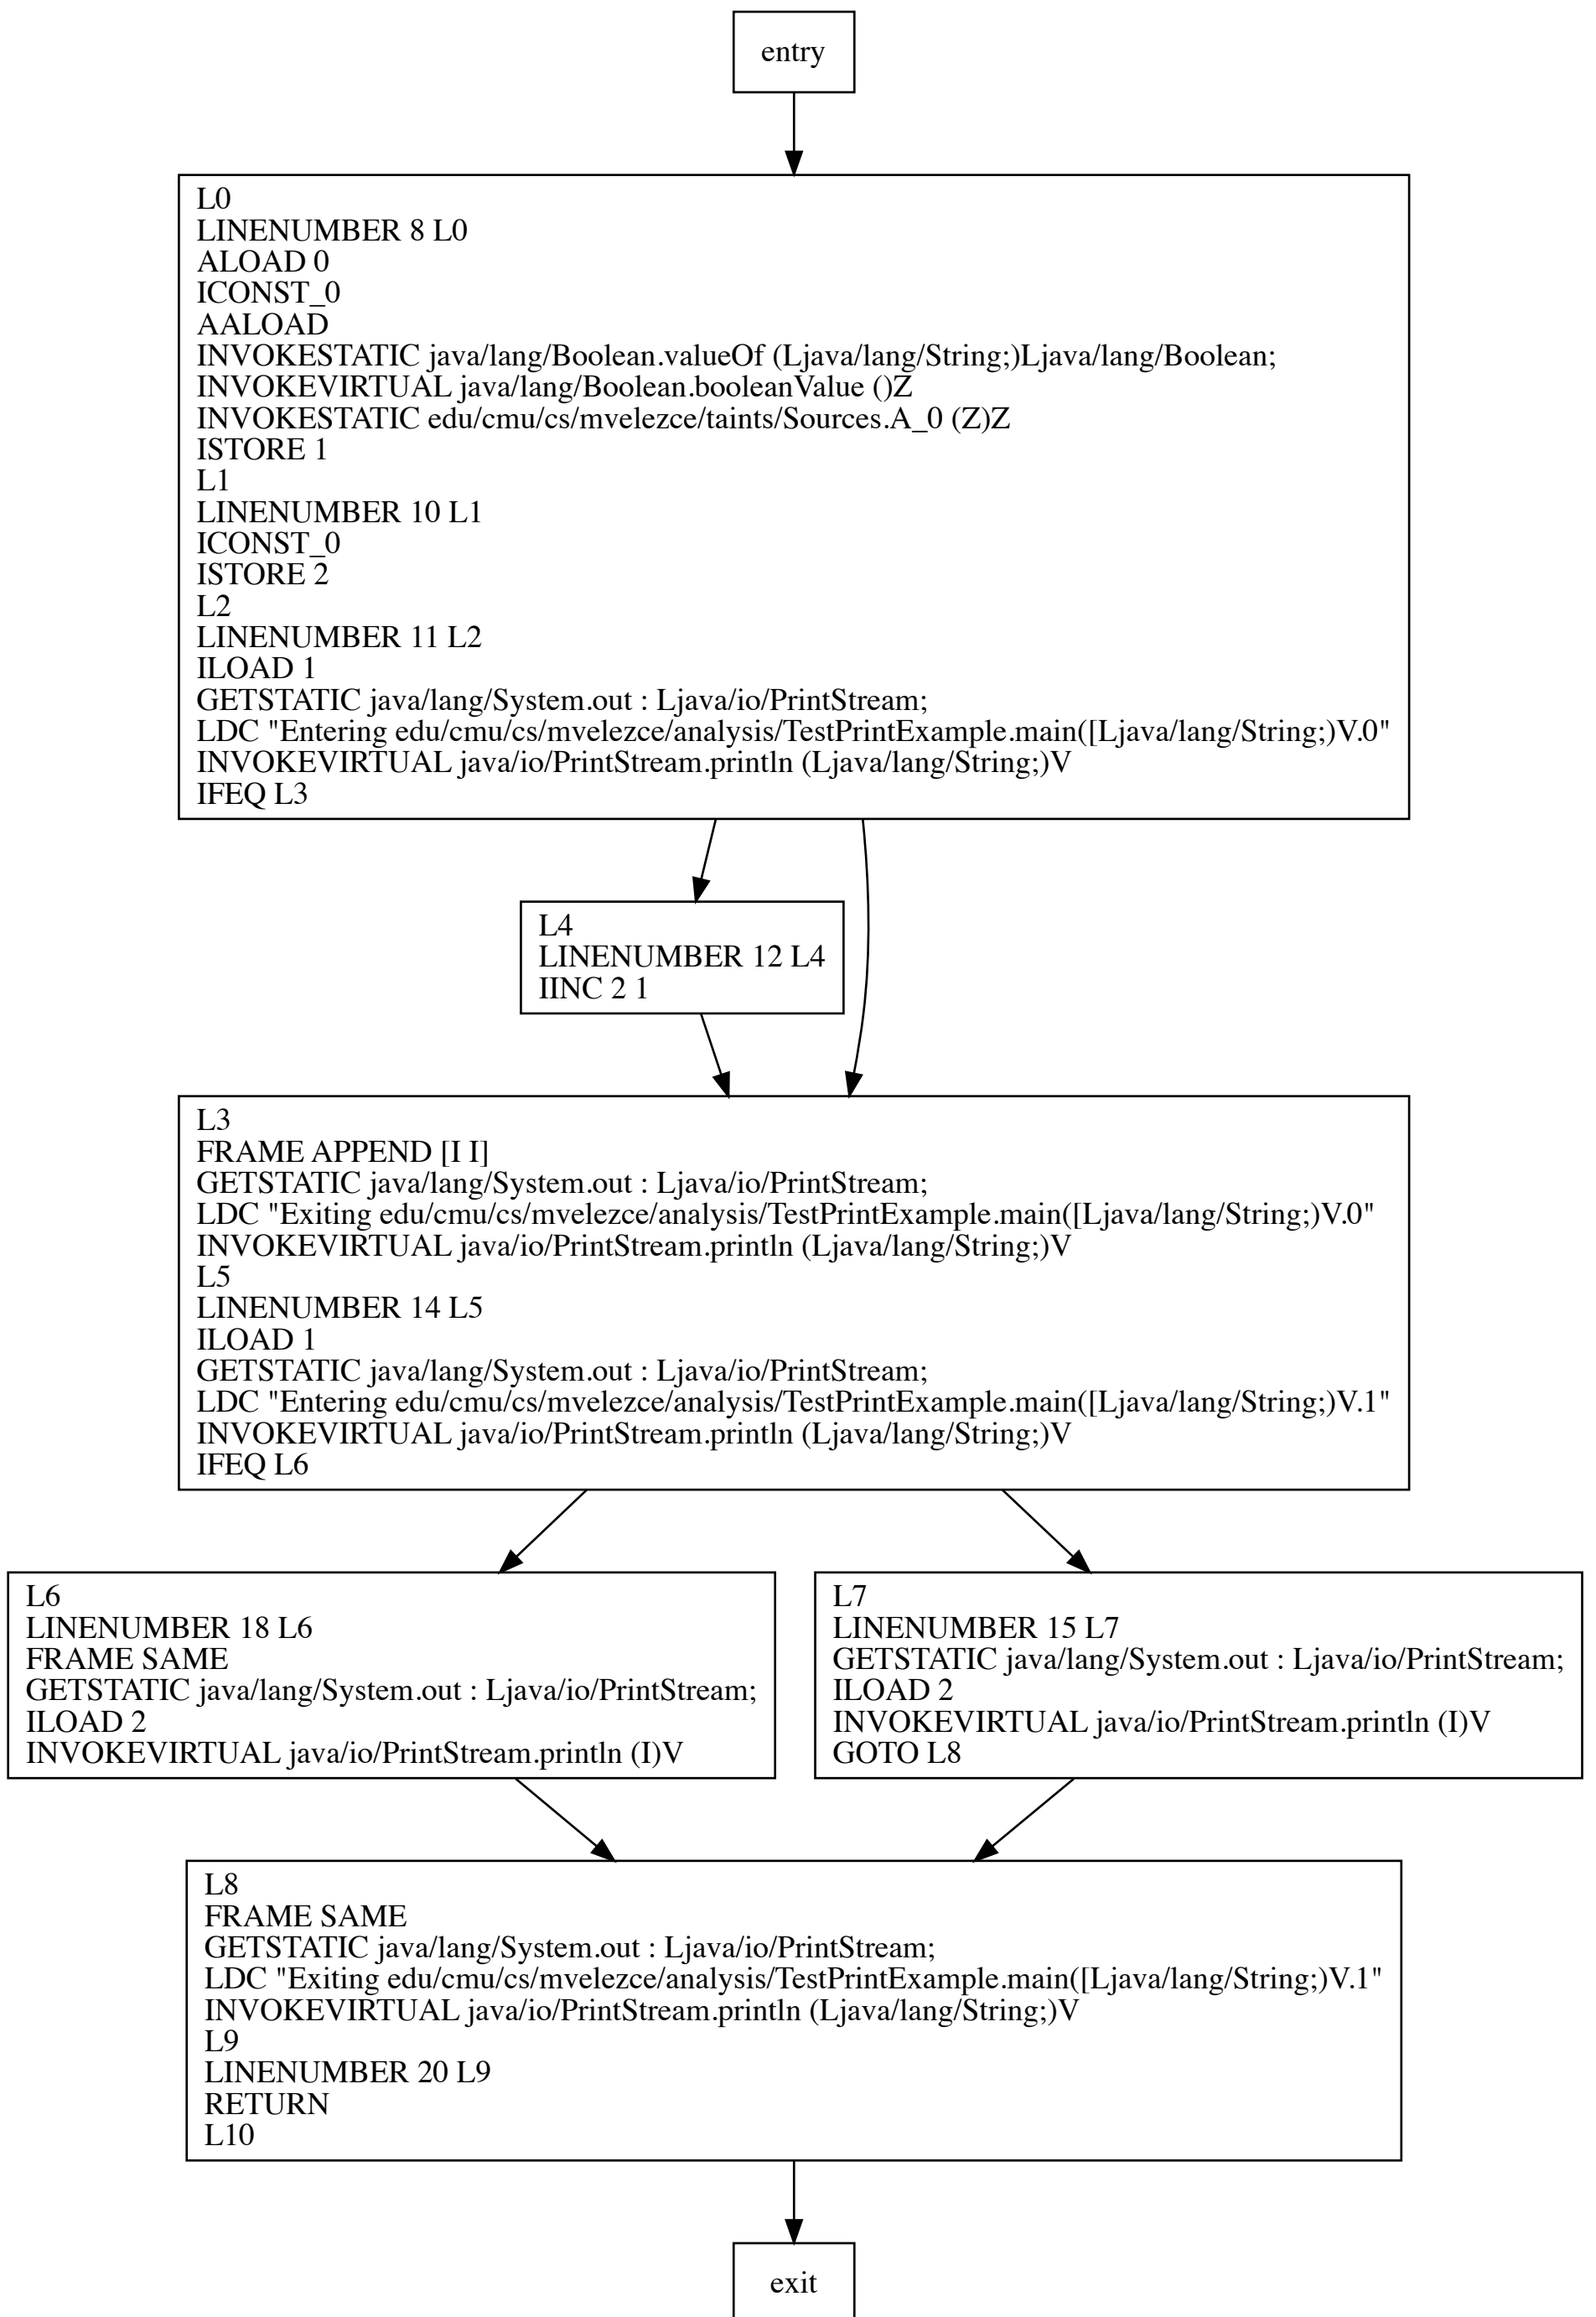 entry
L0
LINENUMBER 8 L0
ALOAD 0
ICONST_0
AALOAD
INVOKESTATIC java/lang/Boolean.valueOf (Ljava/lang/String;)Ljava/lang/Boolean;
INVOKEVIRTUAL java/lang/Boolean.booleanValue ()Z
INVOKESTATIC edu/cmu/cs/mvelezce/taints/Sources.A_0 (Z)Z
ISTORE 1
L1
LINENUMBER 10 L1
ICONST_0
ISTORE 2
L2
LINENUMBER 11 L2
ILOAD 1
GETSTATIC java/lang/System.out : Ljava/io/PrintStream;
LDC "Entering edu/cmu/cs/mvelezce/analysis/TestPrintExample.main([Ljava/lang/String;)V.0"
INVOKEVIRTUAL java/io/PrintStream.println (Ljava/lang/String;)V
IFEQ L3
L4
LINENUMBER 12 L4
IINC 2 1
L3
FRAME APPEND [I I]
GETSTATIC java/lang/System.out : Ljava/io/PrintStream;
LDC "Exiting edu/cmu/cs/mvelezce/analysis/TestPrintExample.main([Ljava/lang/String;)V.0"
INVOKEVIRTUAL java/io/PrintStream.println (Ljava/lang/String;)V
L5
LINENUMBER 14 L5
ILOAD 1
GETSTATIC java/lang/System.out : Ljava/io/PrintStream;
LDC "Entering edu/cmu/cs/mvelezce/analysis/TestPrintExample.main([Ljava/lang/String;)V.1"
INVOKEVIRTUAL java/io/PrintStream.println (Ljava/lang/String;)V
IFEQ L6
L6
LINENUMBER 18 L6
FRAME SAME
GETSTATIC java/lang/System.out : Ljava/io/PrintStream;
ILOAD 2
INVOKEVIRTUAL java/io/PrintStream.println (I)V
L7
LINENUMBER 15 L7
GETSTATIC java/lang/System.out : Ljava/io/PrintStream;
ILOAD 2
INVOKEVIRTUAL java/io/PrintStream.println (I)V
GOTO L8
L8
FRAME SAME
GETSTATIC java/lang/System.out : Ljava/io/PrintStream;
LDC "Exiting edu/cmu/cs/mvelezce/analysis/TestPrintExample.main([Ljava/lang/String;)V.1"
INVOKEVIRTUAL java/io/PrintStream.println (Ljava/lang/String;)V
L9
LINENUMBER 20 L9
RETURN
L10
exit